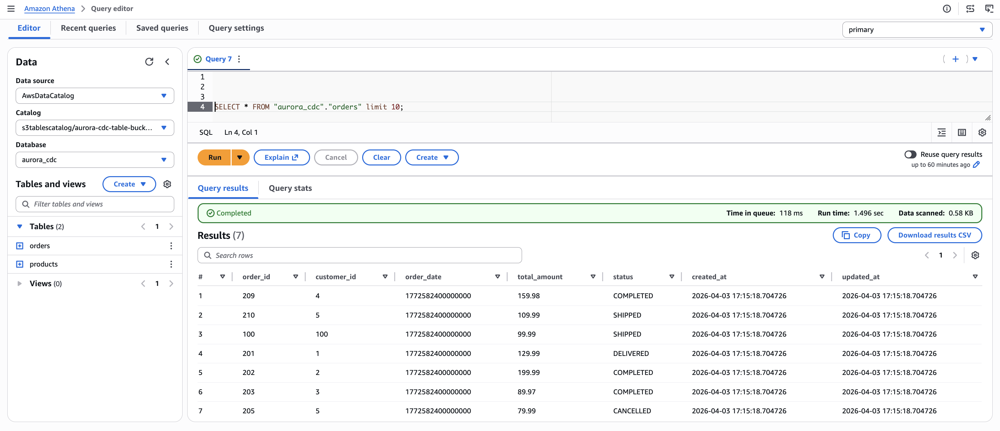 Amazon Athena > Query editor
Editor Recent queries Saved queries Query settings primary
Data
Data source
AwsDataCatalog
Catalog
s3tablescatalog/aurora-cdc-table-buck...
Database
aurora_cdc
Tables and views Create
Filter tables and views
Tables (2) < 1 >
orders
products
Views (0) < 1 >
Query 7
( + )
1
2
3
4 SELECT * FROM "aurora_cdc"."orders" limit 10;
SQL Ln 4, Col 1
Run Explain Cancel Clear Create
Reuse query results
up to 60 minutes ago
Query results Query stats
Completed Time in queue: 118 ms Run time: 1.496 sec Data scanned: 0.58 KB
Results (7) Copy Download results CSV
Search rows < 1 >
# order_id customer_id order_date total_amount status created_at updated_at
1 209 4 1772582400000000 159.98 COMPLETED 2026-04-03 17:15:18.704726 2026-04-03 17:15:18.704726
2 210 5 1772582400000000 109.99 SHIPPED 2026-04-03 17:15:18.704726 2026-04-03 17:15:18.704726
3 100 100 1772582400000000 99.99 SHIPPED 2026-04-03 17:15:18.704726 2026-04-03 17:15:18.704726
4 201 1 1772582400000000 129.99 DELIVERED 2026-04-03 17:15:18.704726 2026-04-03 17:15:18.704726
5 202 2 1772582400000000 199.99 COMPLETED 2026-04-03 17:15:18.704726 2026-04-03 17:15:18.704726
6 203 3 1772582400000000 89.97 COMPLETED 2026-04-03 17:15:18.704726 2026-04-03 17:15:18.704726
7 205 5 1772582400000000 79.99 CANCELLED 2026-04-03 17:15:18.704726 2026-04-03 17:15:18.704726